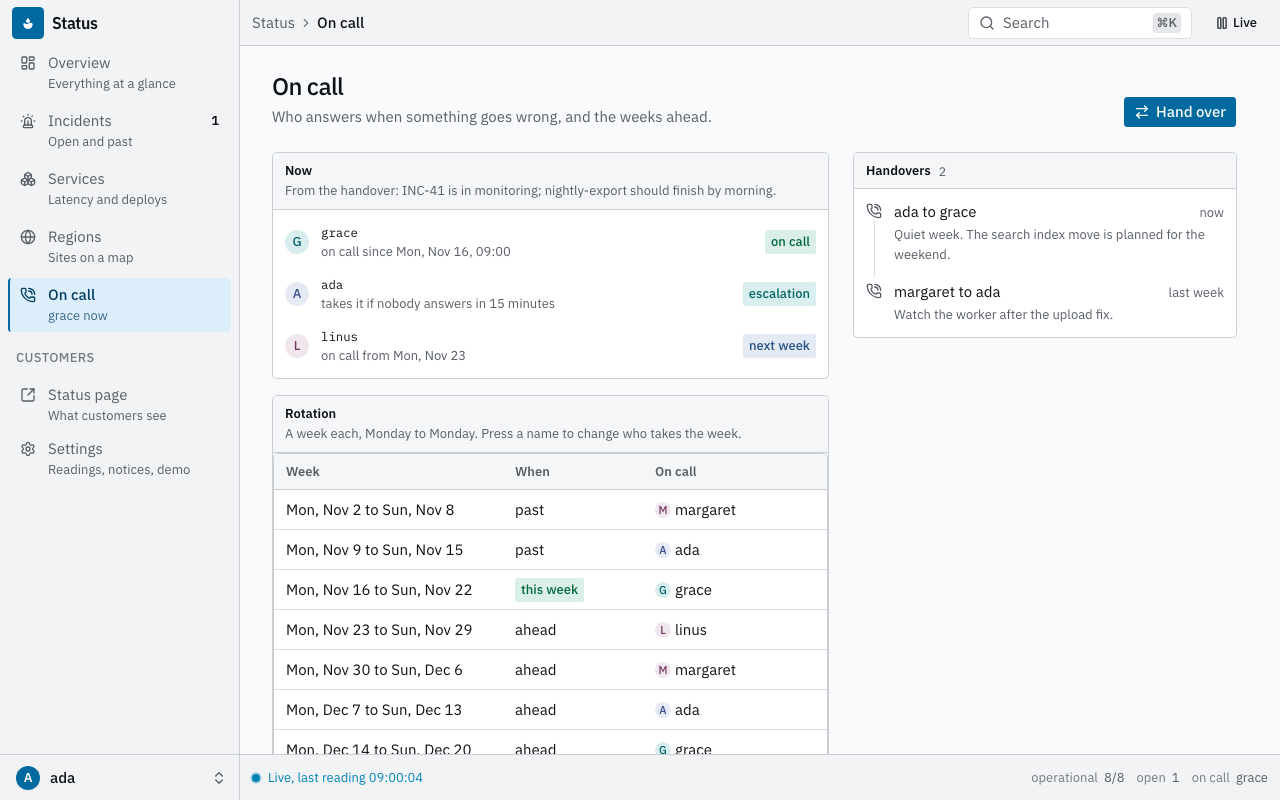 Status
Overview
Everything at a glance
Incidents 1
Open and past
Services
Latency and deploys
Regions
Sites on a map
On call
grace now
CUSTOMERS
Status page
What customers see
Settings
Readings, notices, demo
A ada
Status > On call
Search ⌘K
Live
On call
Who answers when something goes wrong, and the weeks ahead.
Hand over
Now
From the handover: INC-41 is in monitoring; nightly-export should finish by morning.
G grace on call
on call since Mon, Nov 16, 09:00
A ada escalation
takes it if nobody answers in 15 minutes
L linus next week
on call from Mon, Nov 23
Rotation
A week each, Monday to Monday. Press a name to change who takes the week.
Week When On call
Mon, Nov 2 to Sun, Nov 8 past M margaret
Mon, Nov 9 to Sun, Nov 15 past A ada
Mon, Nov 16 to Sun, Nov 22 this week G grace
Mon, Nov 23 to Sun, Nov 29 ahead L linus
Mon, Nov 30 to Sun, Dec 6 ahead M margaret
Mon, Dec 7 to Sun, Dec 13 ahead A ada
Mon, Dec 14 to Sun, Dec 20 ahead G grace
Handovers 2
ada to grace now
Quiet week. The search index move is planned for the
weekend.
margaret to ada last week
Watch the worker after the upload fix.
Live, last reading 09:00:04
operational 8/8 open 1 on call grace